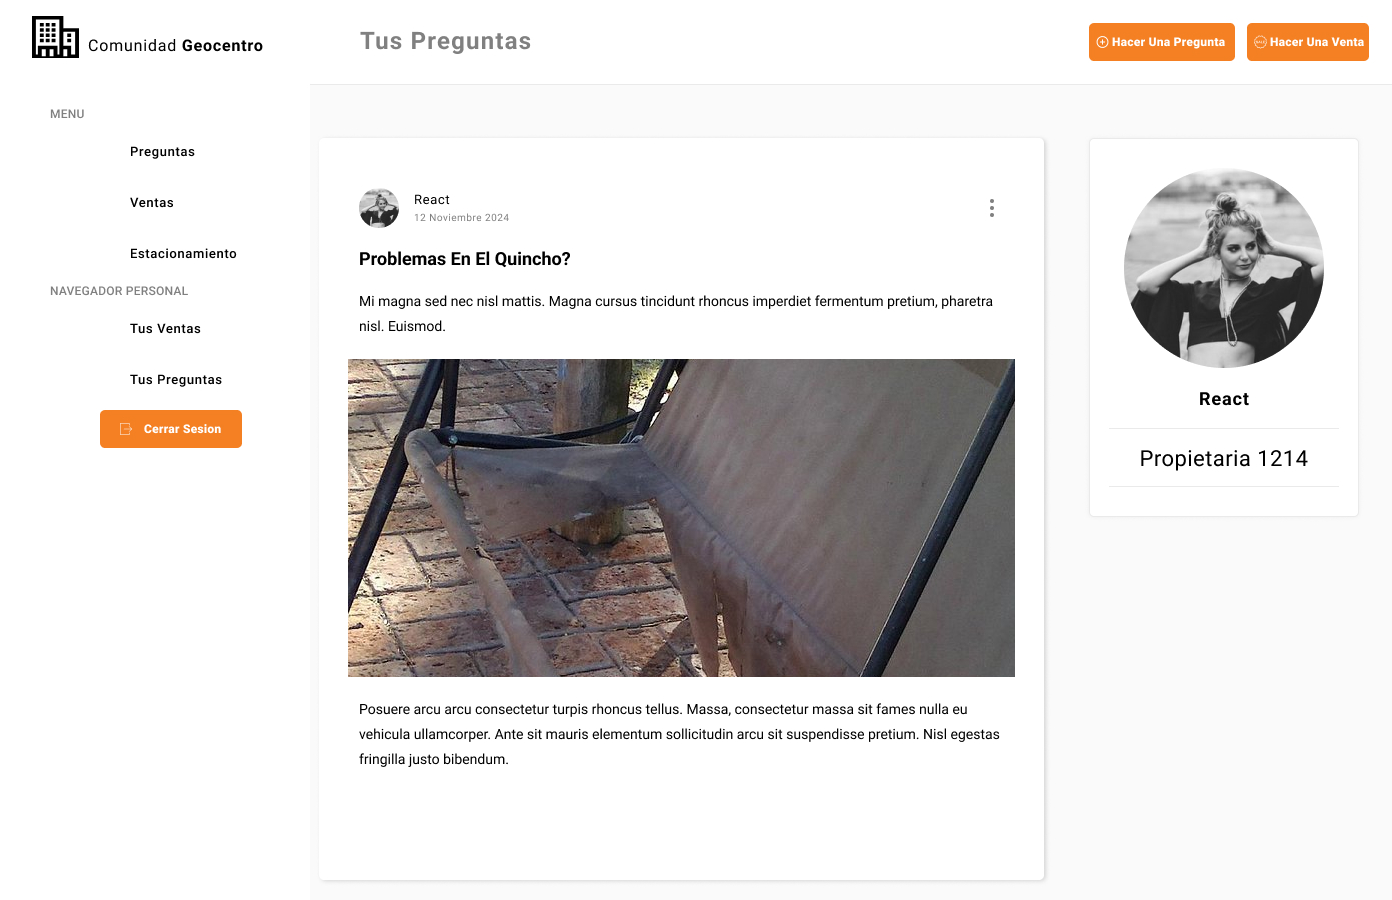 Comunidad Geocentro
Tus Preguntas
Hacer Una Pregunta
Hacer Una Venta
MENU
Preguntas
Ventas
Estacionamiento
NAVEGADOR PERSONAL
Tus Ventas
Tus Preguntas
Cerrar Sesion
React
12 Noviembre 2024
Problemas En El Quincho?
Mi magna sed nec nisl mattis. Magna cursus tincidunt rhoncus imperdiet fermentum pretium, pharetra
nisl. Euismod.
Posuere arcu arcu consectetur turpis rhoncus tellus. Massa, consectetur massa sit fames nulla eu
vehicula ullamcorper. Ante sit mauris elementum sollicitudin arcu sit suspendisse pretium. Nisl egestas
fringilla justo bibendum.
React
Propietaria 1214